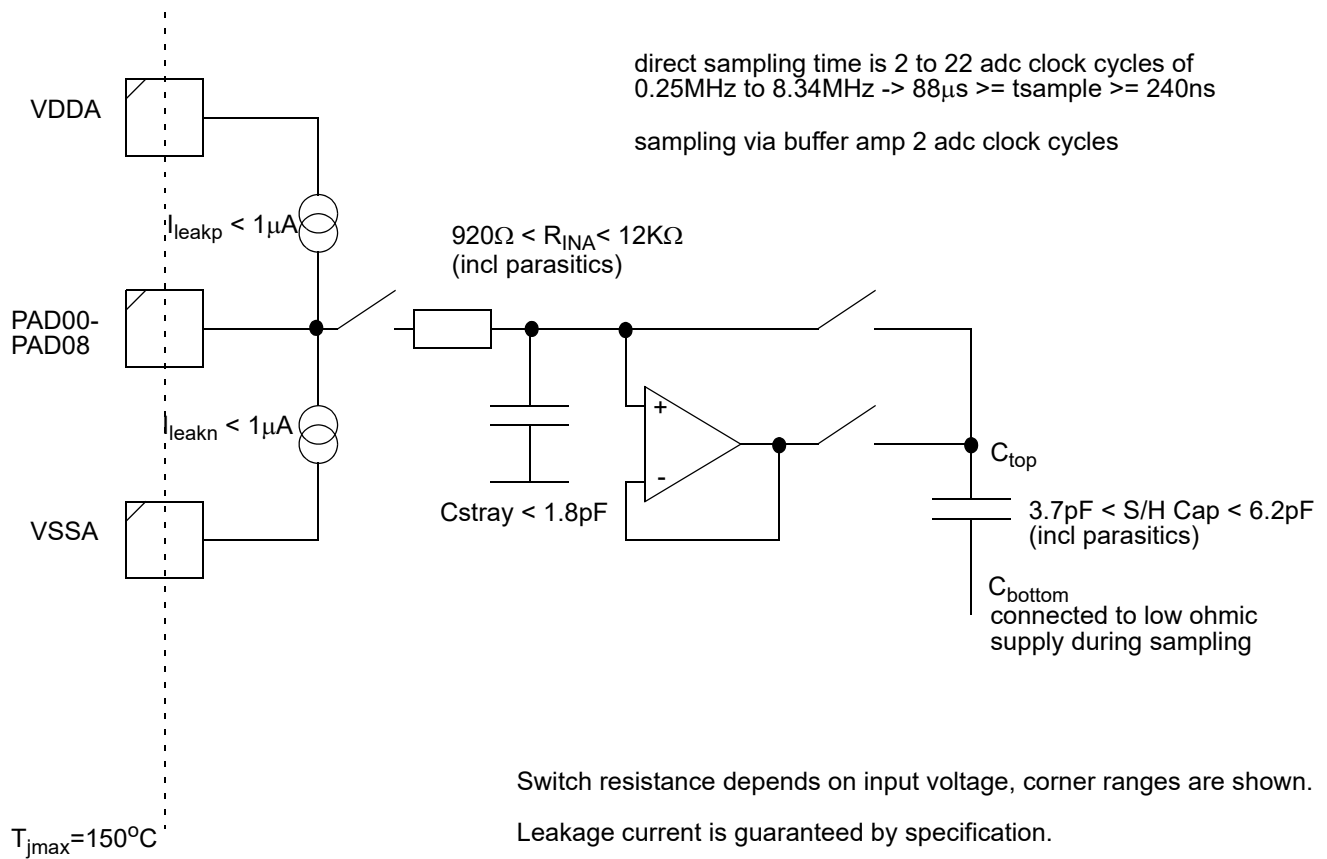 direct sampling time is 2 to 22 adc clock cycles of
0.25MHz to 8.34MHz -> 88μs >= tsample >= 240ns
sampling via buffer amp 2 adc clock cycles
VDDA
Ileakp < 1μA
920Ω < RINA< 12KΩ
(incl parasitics)
PAD00-
PAD08
+
Ileakn < 1μA
-
Ctop
Cstray < 1.8pF
3.7pF < S/H Cap < 6.2pF
(incl parasitics)
VSSA
Cbottom
connected to low ohmic
supply during sampling
Switch resistance depends on input voltage, corner ranges are shown.
Leakage current is guaranteed by specification.
Tjmax=150oC